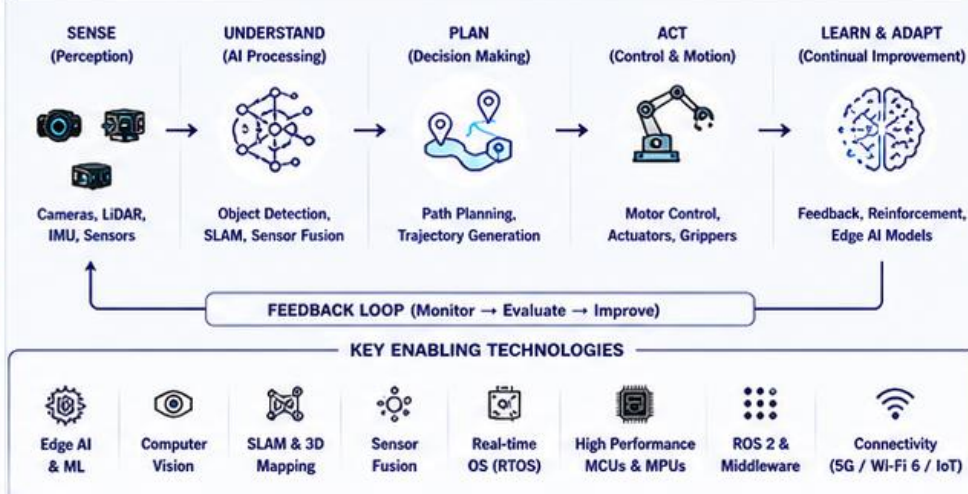 SENSE
(Perception)
UNDERSTAND
(AI Processing)
PLAN
(Decision Making)
ACT
(Control & Motion)
LEARN & ADAPT
(Continual Improvement)
Cameras, LiDAR,
IMU, Sensors
Object Detection,
SLAM, Sensor Fusion
Path Planning,
Trajectory Generation
Motor Control,
Actuators, Grippers
Feedback, Reinforcement,
Edge AI Models
FEEDBACK LOOP (Monitor → Evaluate → Improve)
KEY ENABLING TECHNOLOGIES
Edge AI
& ML
Computer
Vision
SLAM & 3D
Mapping
Sensor
Fusion
Real-time
OS (RTOS)
High Performance
MCUs & MPUs
ROS 2 &
Middleware
Connectivity
(5G / Wi-Fi 6 / IoT)